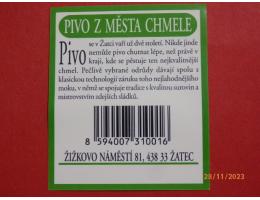 PIVO Z MĚSTA CHMELE
Pivo se v Žatci vaří už dvě století. Nikde jinde
nemůže pivo chutnat lépe, než právě v
kraji, kde se pěstuje ten nejkvalitnější
chmel. Pečlivě vybrané odrůdy dávají spolu s
klasickou technologií záruku toho nejlahodnějšího
moku, v němž se spojuje tradice s kvalitou surovin a
mistrovstvím zdejších sládků.
8 594007 310016
ŽIŽKOVO NÁMĚSTÍ 81, 438 33 ŽATEC
28/11/2023